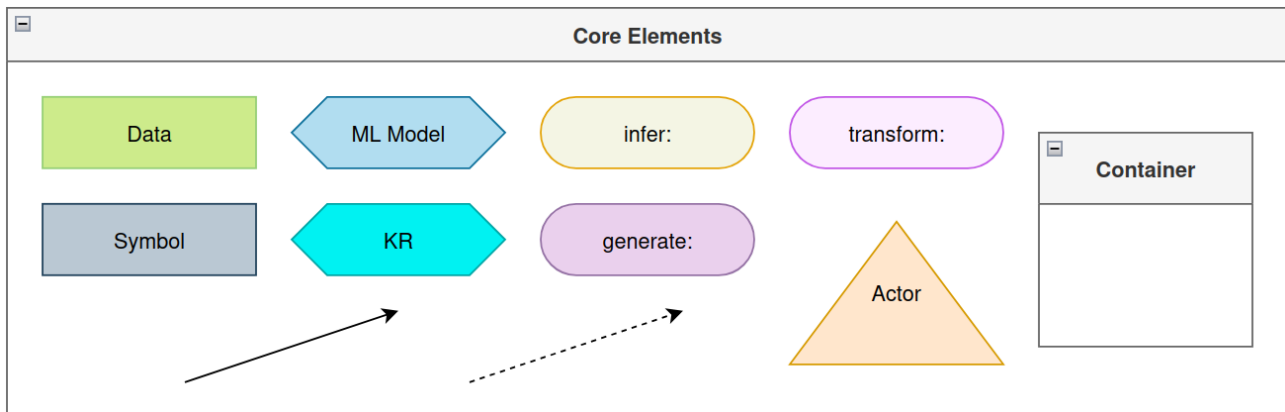 Core Elements
Data
ML Model
infer:
transform:
Container
Symbol
KR
generate:
Actor